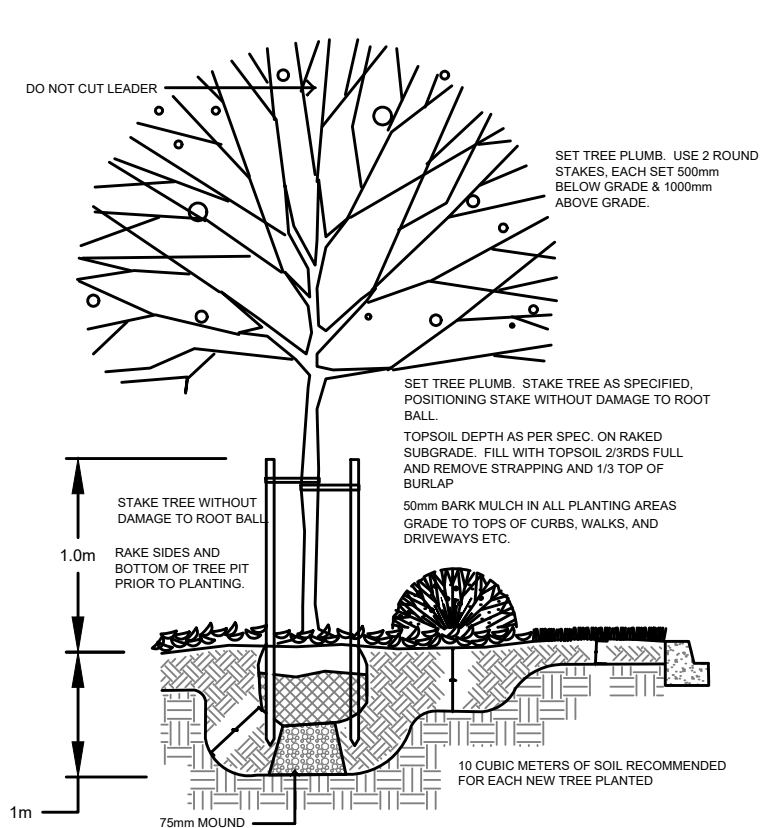 DO NOT CUT LEADER
SET TREE PLUMB. USE 2 ROUND
STAKES, EACH SET 500mm
BELOW GRADE & 1000mm
ABOVE GRADE.
SET TREE PLUMB. STAKE TREE AS SPECIFIED,
POSITIONING STAKE WITHOUT DAMAGE TO ROOT
BALL.
TOPSOIL DEPTH AS PER SPEC. ON RAKED
SUBGRADE. FILL WITH TOPSOIL 2/3RDS FULL
AND REMOVE STRAPPING AND 1/3 TOP OF
BURLAP
50mm BARK MULCH IN ALL PLANTING AREAS
GRADE TO TOPS OF CURBS, WALKS, AND
DRIVEWAYS ETC.
STAKE TREE WITHOUT
DAMAGE TO ROOT BALL
1.0m
RAKE SIDES AND
BOTTOM OF TREE PIT
PRIOR TO PLANTING.
10 CUBIC METERS OF SOIL RECOMMENDED
FOR EACH NEW TREE PLANTED
1m
75mm MOUND